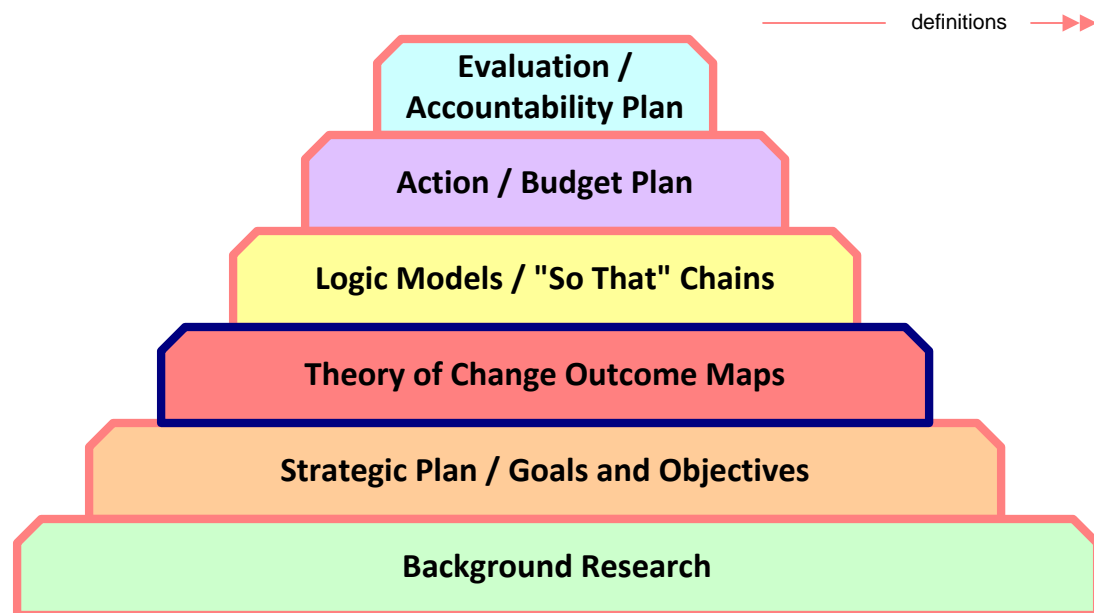 definitions
Evaluation /
Accountability Plan
Action / Budget Plan
Logic Models / "So That" Chains
Theory of Change Outcome Maps
Strategic Plan / Goals and Objectives
Background Research